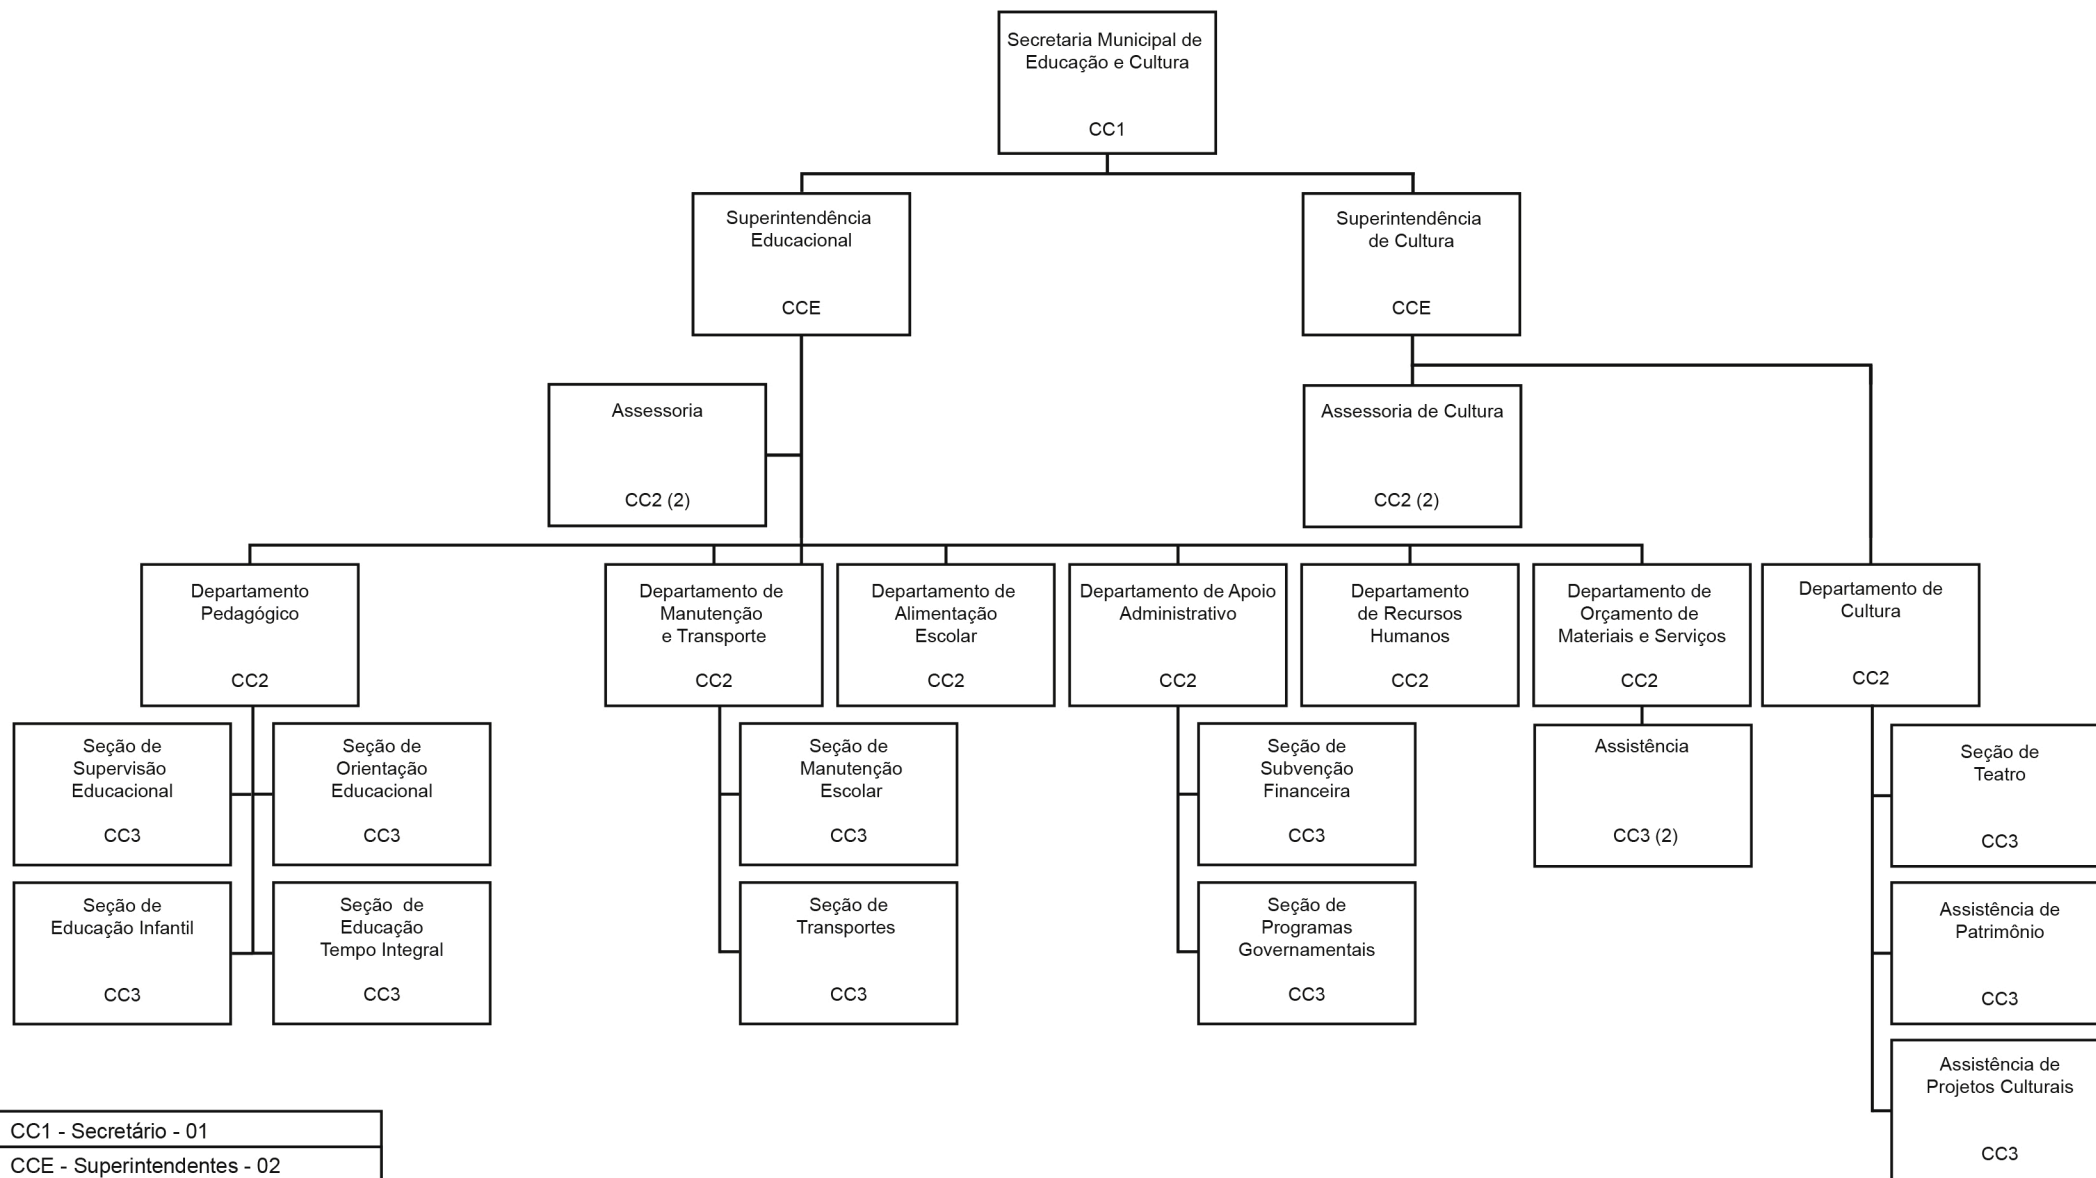 Secretaria Municipal de
Educação e Cultura
CC1
Superintendência
Educacional
CCE
Superintendência
de Cultura
CCE
Assessoria
CC2 (2)
Assessoria de Cultura
CC2 (2)
Departamento
Pedagógico
CC2
Departamento de
Manutenção
e Transporte
CC2
Departamento de
Alimentação
Escolar
CC2
Departamento de Apoio
Administrativo
CC2
Departamento
de Recursos
Humanos
CC2
Departamento de
Orçamento de
Materiais e Serviços
CC2
Departamento de
Cultura
CC2
Seção de
Supervisão
Educacional
CC3
Seção de
Orientação
Educacional
CC3
Seção de
Manutenção
Escolar
CC3
Seção de
Subvenção
Financeira
CC3
Assistência
CC3 (2)
Seção de
Teatro
CC3
Seção de
Educação Infantil
CC3
Seção de
Educação
Tempo Integral
CC3
Seção de
Transportes
CC3
Seção de
Programas
Governamentais
CC3
Assistência de
Patrimônio
CC3
Assistência de
Projetos Culturais
CC3
CC1 - Secretário - 01
CCE - Superintendentes - 02